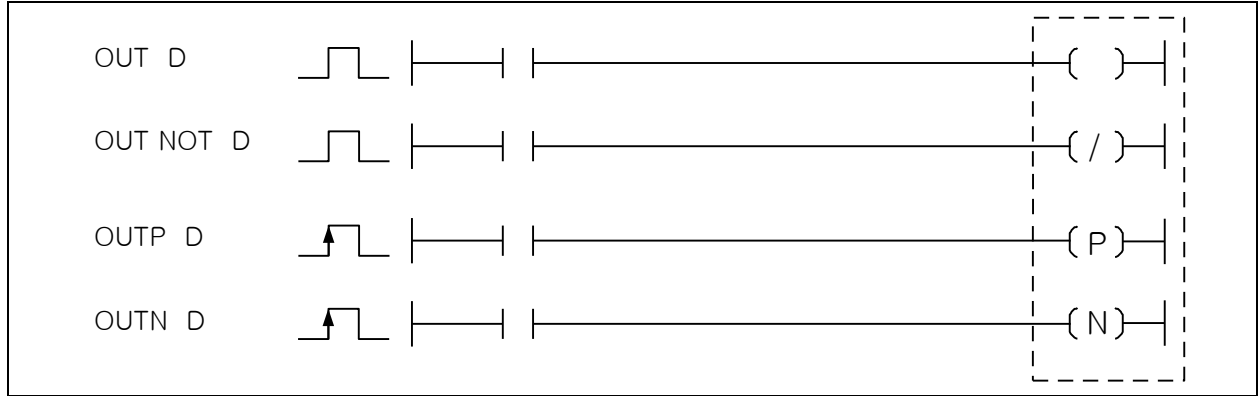 OUT D
OUT NOT D ( / )
OUTP D ( P )
OUTN D ( N )